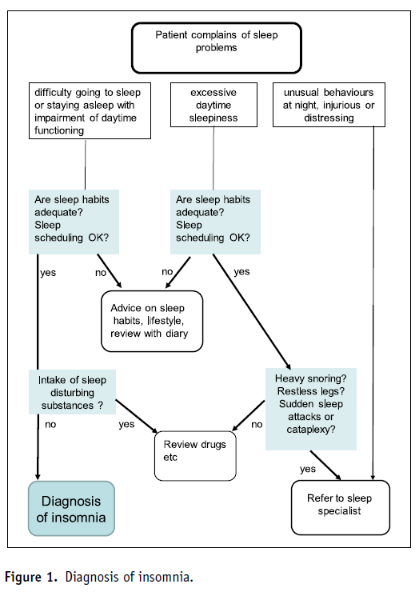 Patient complains of sleep
problems
difficulty going to sleep
or staying asleep with
impairment of daytime
functioning
excessive
daytime
sleepiness
unusual behaviours
at night, injurious or
distressing
Are sleep habits
adequate?
Sleep
scheduling OK?
Are sleep habits
adequate?
Sleep
scheduling OK?
yes
no
no
yes
Advice on sleep
habits, lifestyle,
review with diary
Intake of sleep
disturbing
substances ?
Heavy snoring?
Restless legs?
Sudden sleep
attacks or
cataplexy?
no
yes
no
Review drugs
etc
yes
Diagnosis
of insomnia
Refer to sleep
specialist
Figure 1. Diagnosis of insomnia.